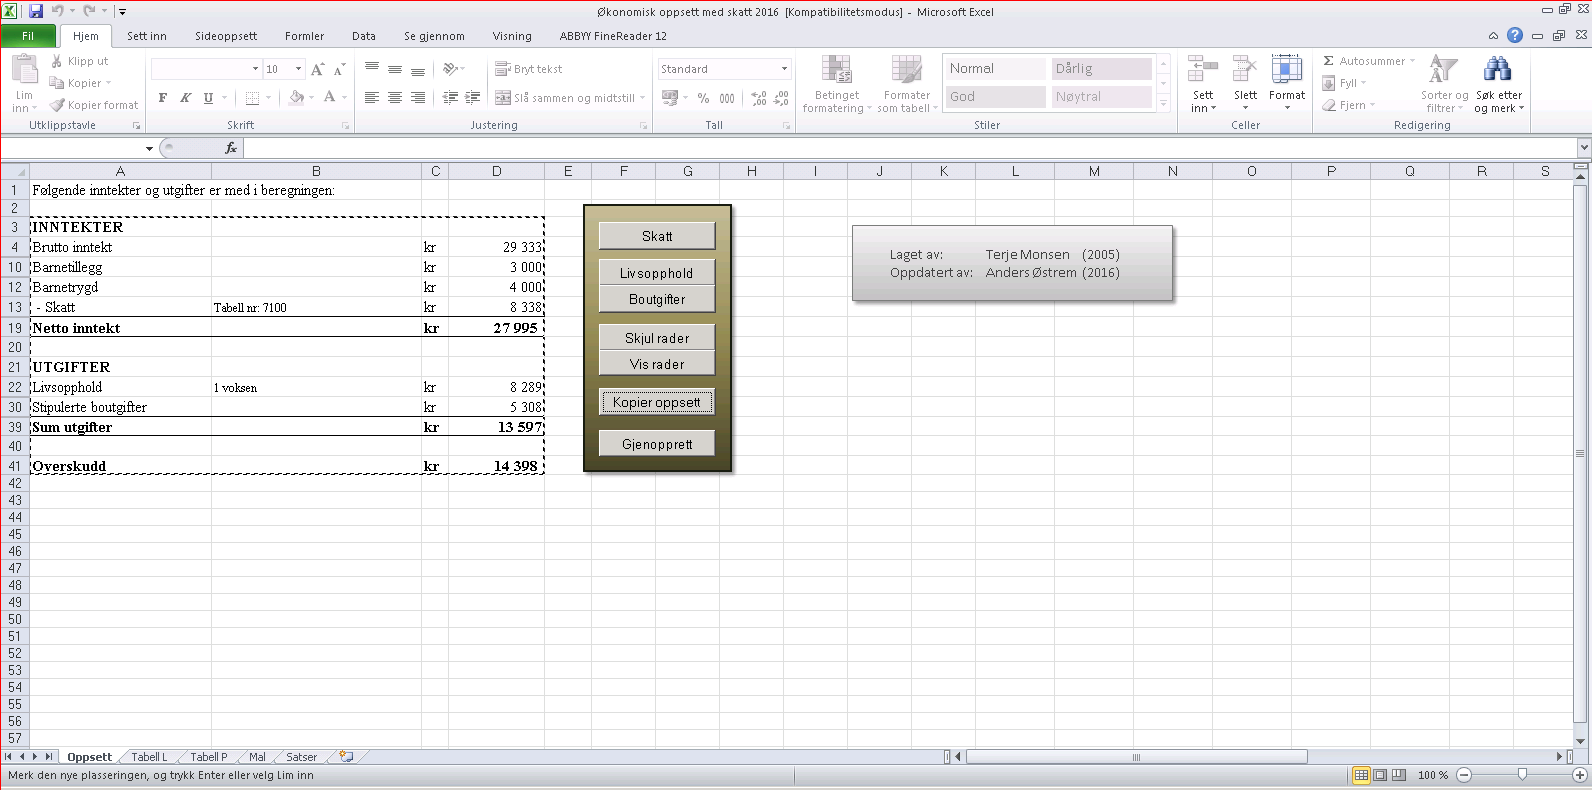 Økonomisk oppsett med skatt 2016 [Kompatibilitetsmodus] - Microsoft Excel
Fil Hjem Sett inn Sideoppsett Formler Data Se gjennom Visning ABBYY FineReader 12
Lim inn
Klipp ut
Kopier
Kopier format
Utklippstavle
10
F K U
Skrift
Bryt tekst
Slå sammen og midtstill
Justering
Standard
% 000
Tall
Betinget formatering
Formater som tabell
Normal Dårlig
God Nøytral
Stiler
Sett inn
Slett
Format
Celler
Σ Autosummer
Fyll
Fjern
Sorter og filtrer
Søk etter og merk
Redigering
fx
A B C D E F G H I J K L M N O P Q R S
1 Følgende inntekter og utgifter er med i beregningen:
2
3 INNTEKTER
4 Brutto inntekt kr 29 333
10 Barnetillegg kr 3 000
12 Barnetrygd kr 4 000
13 - Skatt Tabell nr: 7100 kr 8 338
19 Netto inntekt kr 27 995
20
21 UTGIFTER
22 Livsopphold 1 voksen kr 8 289
30 Stipulerte boutgifter kr 5 308
39 Sum utgifter kr 13 597
40
41 Overskudd kr 14 398
42
43
44
45
46
47
48
49
50
51
52
53
54
55
56
57
Skatt
Livsopphold
Boutgifter
Skjul rader
Vis rader
Kopier oppsett
Gjenopprett
Laget av: Terje Monsen (2005)
Oppdatert av: Anders Østrem (2016)
Oppsett Tabell L Tabell P Mal Satser
Merk den nye plasseringen, og trykk Enter eller velg Lim inn
100 %